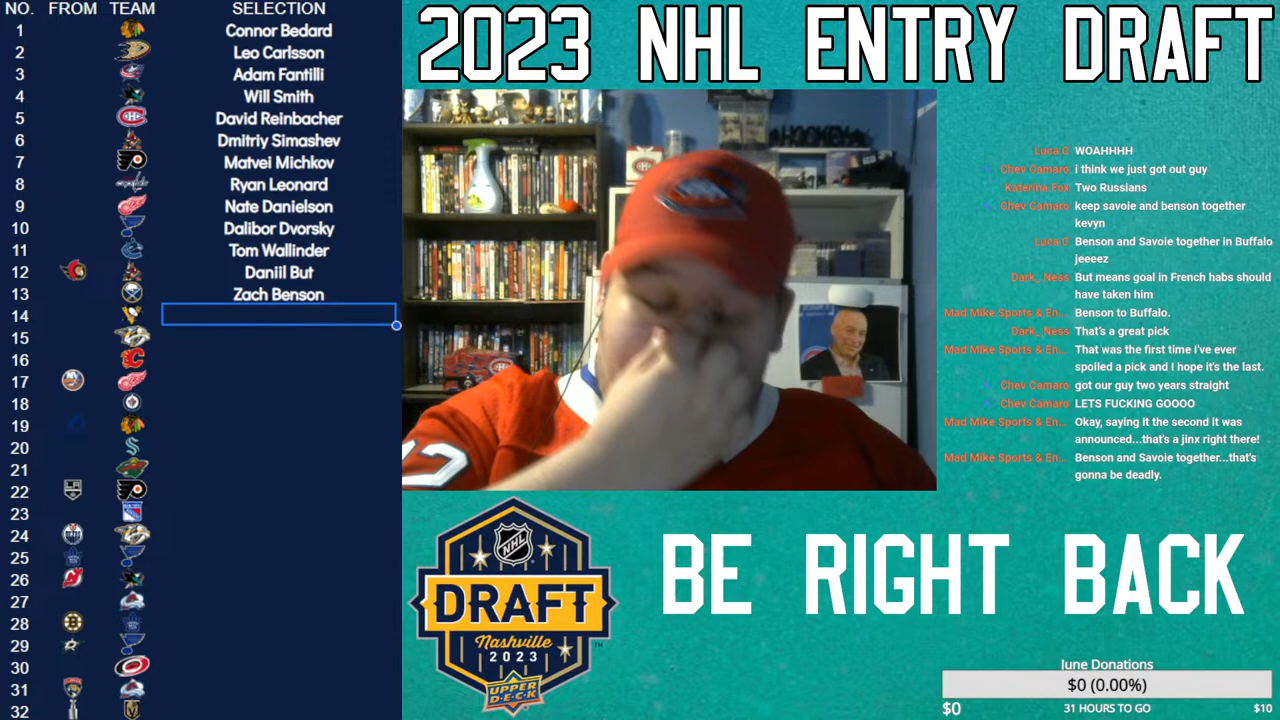 NO. FROM TEAM SELECTION
1 Connor Bedard
2 Leo Carlsson
3 Adam Fantilli
4 Will Smith
5 David Reinbacher
6 Dmitriy Simashev
7 Matvei Michkov
8 Ryan Leonard
9 Nate Danielson
10 Dalibor Dvorsky
11 Tom Wallinder
12 Daniil But
13 Zach Benson
14
15
16
17
18
19
20
21
22
23
24
25
26
27
28
29
30
31
32
2023 NHL ENTRY DRAFT
Luca C WOAHHHH
Chev Camaro i think we just got out guy
Katerina Fox Two Russians
Chev Camaro keep savoie and benson together
kevyn
Luca C Benson and Savoie together in Buffalo
jeeeez
Dark_Ness But means goal in French habs should
have taken him
Mad Mike Sports & En... Benson to Buffalo.
Dark_Ness That's a great pick
Mad Mike Sports & En... That was the first time I've ever
spoiled a pick and I hope it's the last.
Chev Camaro got our guy two years straight
Chev Camaro LETS FUCKING GOOOO
Mad Mike Sports & En... Okay, saying it the second it was
announced...that's a jinx right there!
Mad Mike Sports & En... Benson and Savoie together...that's
gonna be deadly.
NHL
DRAFT
Nashville
2023
UPPER
DECK
TM
BE RIGHT BACK
June Donations
$0 (0.00%)
$0 31 HOURS TO GO $10